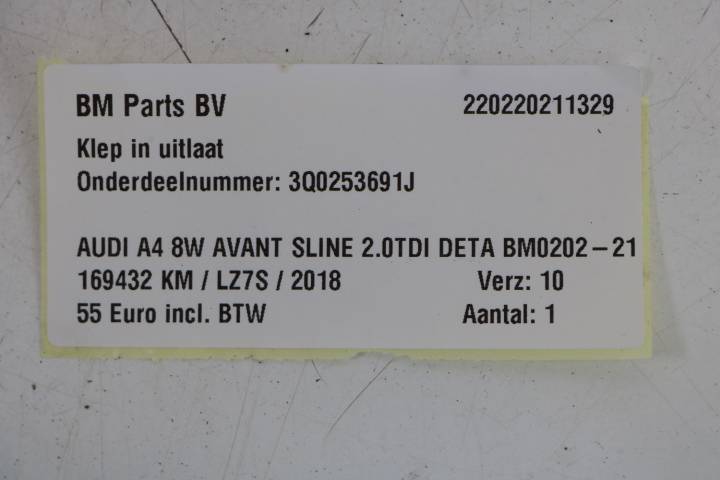 BM Parts BV 220220211329
Klep in uitlaat
Onderdeelnummer: 3Q0253691J
AUDI A4 8W AVANT SLINE 2.0TDI DETA BM0202-21
169432 KM / LZ7S / 2018 Verz: 10
55 Euro incl. BTW Aantal: 1